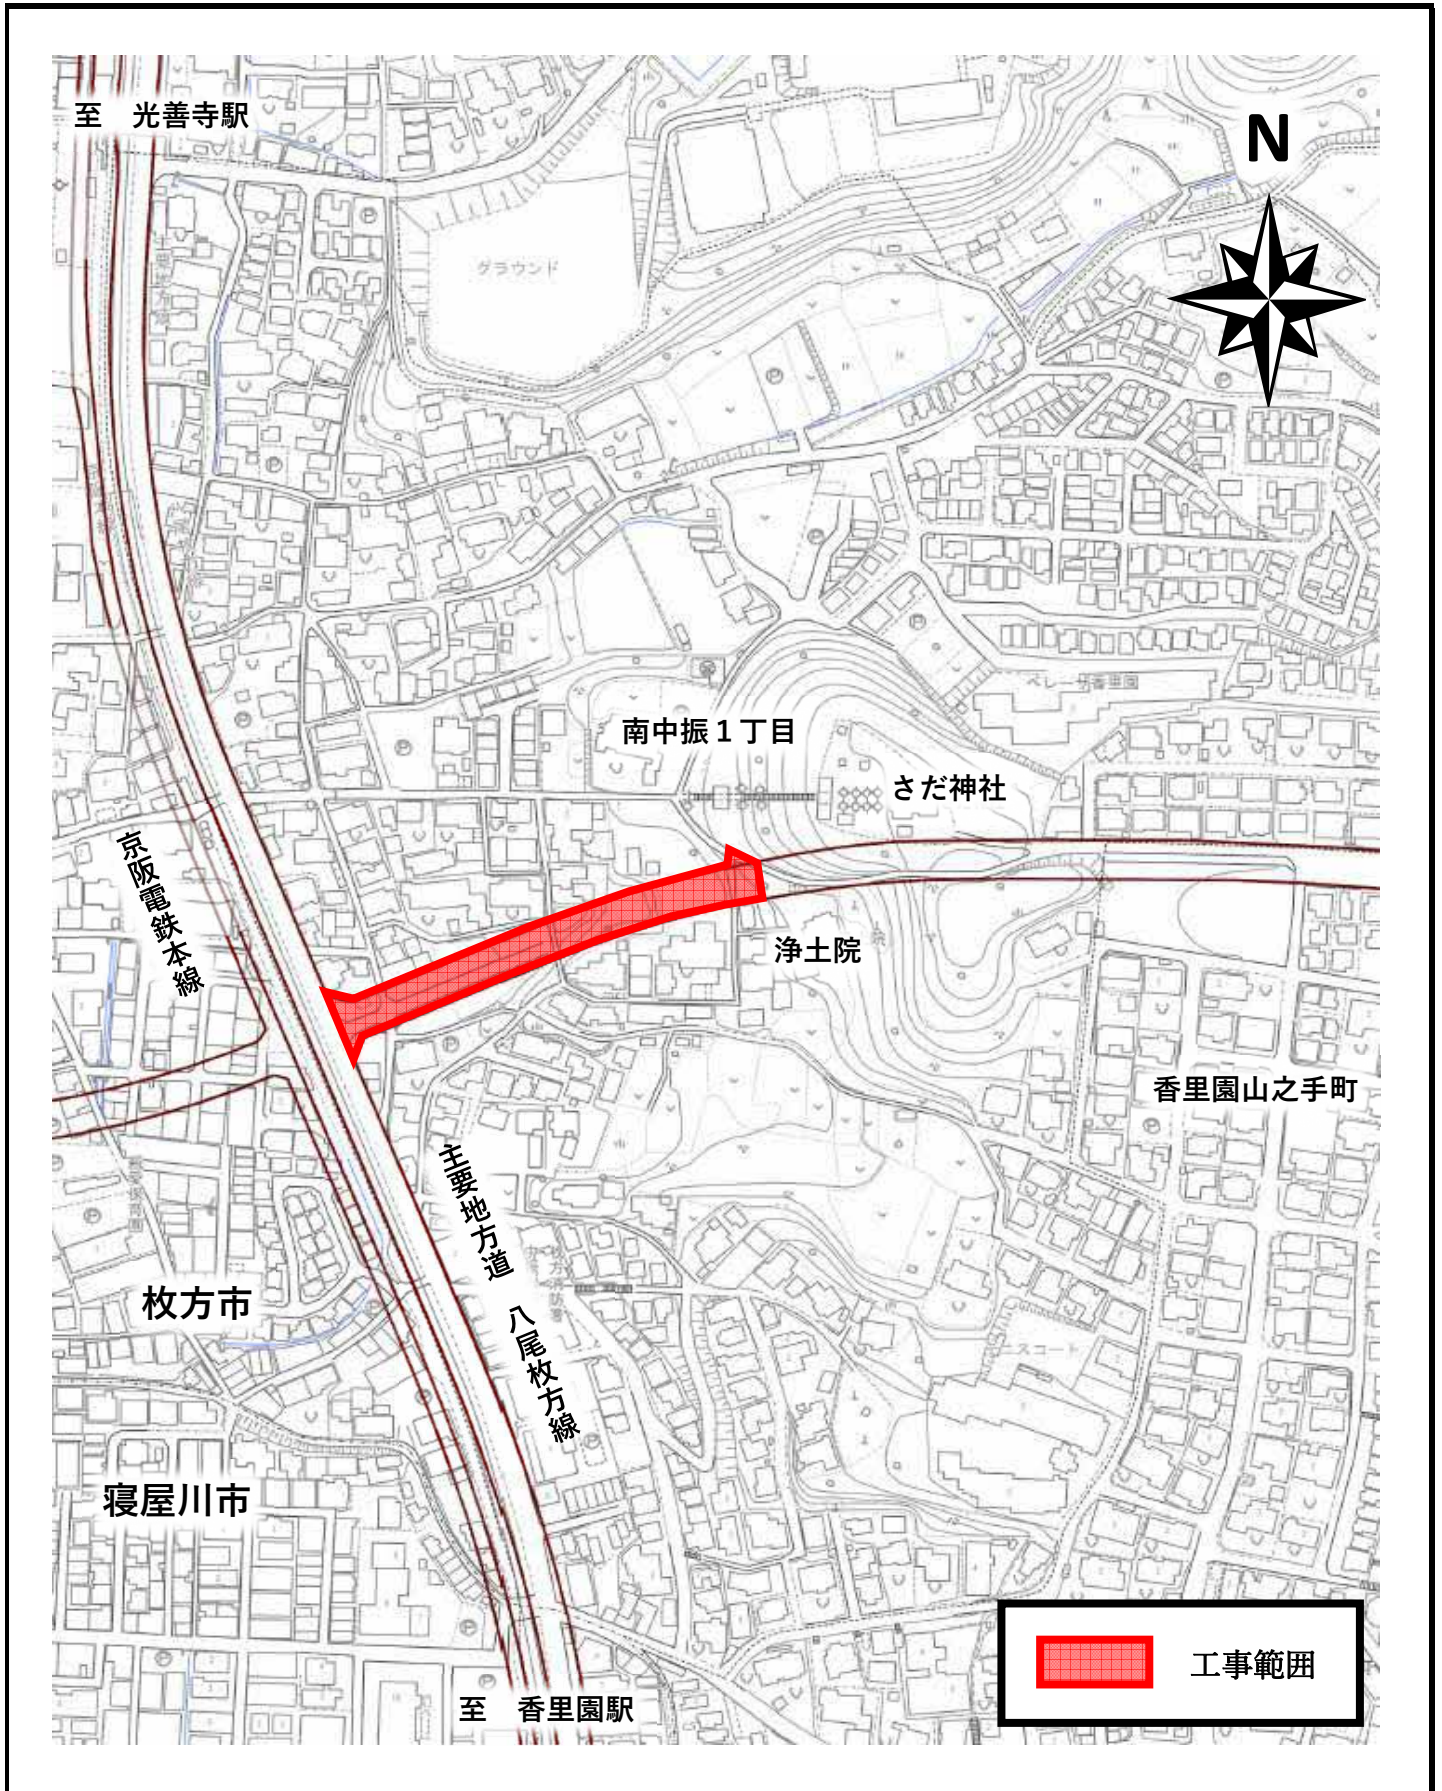 至　光善寺駅
N
グラウンド
南中振１丁目
さだ神社
京阪電鉄本線
浄土院
香里園山之手町
主要地方道　八尾枚方線
枚方市
寝屋川市
工事範囲
至　香里園駅